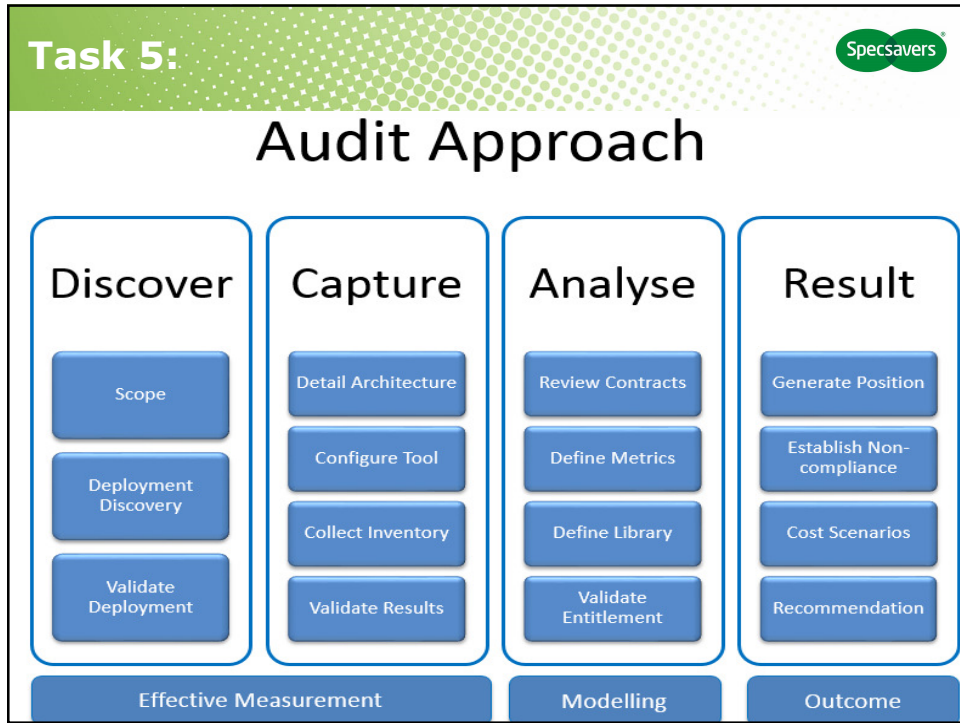 Task 5:
Specsavers
Audit Approach
Discover
Scope
Deployment
Discovery
Validate
Deployment
Capture
Detail Architecture
Configure Tool
Collect Inventory
Validate Results
Analyse
Review Contracts
Define Metrics
Define Library
Validate
Entitlement
Result
Generate Position
Establish Non-
compliance
Cost Scenarios
Recommendation
Effective Measurement
Modelling
Outcome